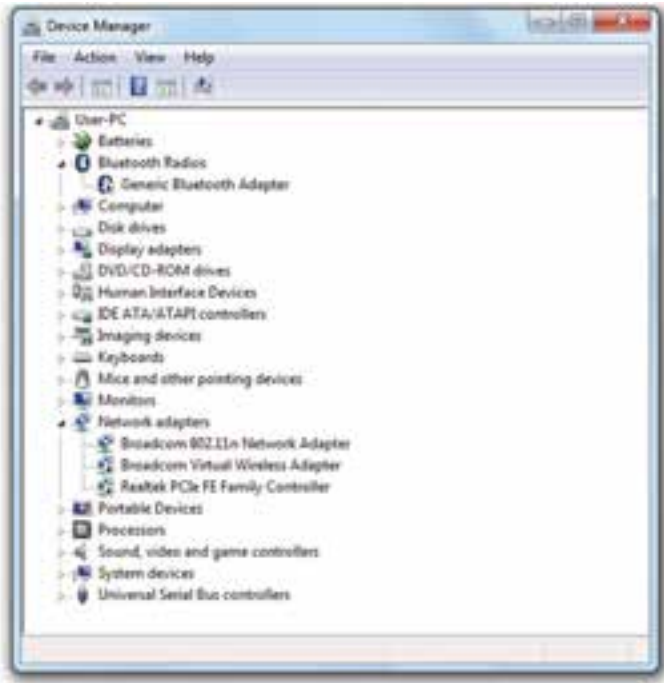 Device Manager
File Action View Help
User-PC
Batteries
Bluetooth Radios
Generic Bluetooth Adapter
Computer
Disk drives
Display adapters
DVD/CD-ROM drives
Human Interface Devices
IDE ATA/ATAPI controllers
Imaging devices
Keyboards
Mice and other pointing devices
Monitors
Network adapters
Broadcom 802.11n Network Adapter
Broadcom Virtual Wireless Adapter
Realtek PCIe FE Family Controller
Portable Devices
Processors
Sound, video and game controllers
System devices
Universal Serial Bus controllers